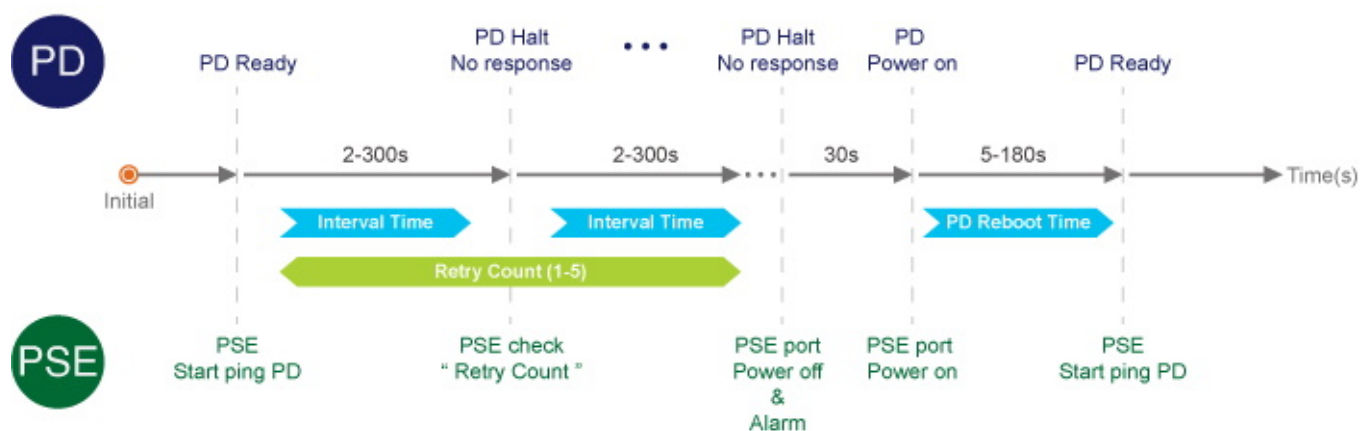 PD
PD Ready
PD Halt
No response
• • •
PD Halt
No response
PD
Power on
PD Ready
2-300s
2-300s
30s
5-180s
Initial
Time(s)
Interval Time
Interval Time
PD Reboot Time
Retry Count (1-5)
PSE
PSE
Start ping PD
PSE check
“ Retry Count ”
PSE port
Power off
&
Alarm
PSE port
Power on
PSE
Start ping PD